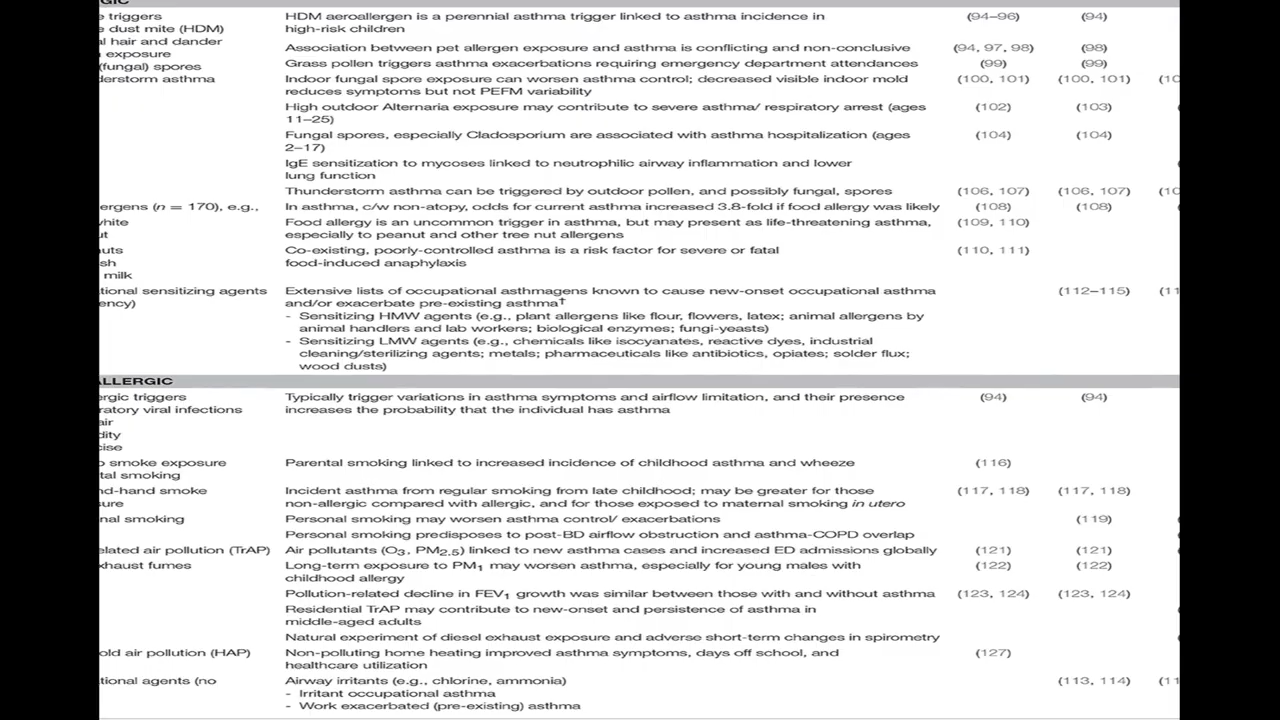 GIC
e triggers HDM aeroallergen is a perennial asthma trigger linked to asthma incidence in (94–96) (94)
e dust mite (HDM) high-risk children
al hair and dander
exposure Association between pet allergen exposure and asthma is conflicting and non-conclusive (94, 97, 98) (98)
(fungal) spores Grass pollen triggers asthma exacerbations requiring emergency department attendances (99) (99)
derstorm asthma Indoor fungal spore exposure can worsen asthma control; decreased visible indoor mold (100, 101) (100, 101) (10
reduces symptoms but not PEFM variability
High outdoor Alternaria exposure may contribute to severe asthma/ respiratory arrest (ages (102) (103)
11–25)
Fungal spores, especially Cladosporium are associated with asthma hospitalization (ages (104) (104)
2–17)
IgE sensitization to mycoses linked to neutrophilic airway inflammation and lower
lung function
Thunderstorm asthma can be triggered by outdoor pollen, and possibly fungal, spores (106, 107) (106, 107) (10
ergens (n = 170), e.g., In asthma, c/w non-atopy, odds for current asthma increased 3.8-fold if food allergy was likely (108) (108)
white Food allergy is an uncommon trigger in asthma, but may present as life-threatening asthma, (109, 110)
ut especially to peanut and other tree nut allergens
nuts Co-existing, poorly-controlled asthma is a risk factor for severe or fatal (110, 111)
sh food-induced anaphylaxis
milk
ational sensitizing agents Extensive lists of occupational asthmagens known to cause new-onset occupational asthma (112–115) (11
ency) and/or exacerbate pre-existing asthma†
- Sensitizing HMW agents (e.g., plant allergens like flour, flowers, latex; animal allergens by
animal handlers and lab workers; biological enzymes; fungi-yeasts)
- Sensitizing LMW agents (e.g., chemicals like isocyanates, reactive dyes, industrial
cleaning/sterilizing agents; metals; pharmaceuticals like antibiotics, opiates; solder flux;
wood dusts)
ALLERGIC
ergic triggers Typically trigger variations in asthma symptoms and airflow limitation, and their presence (94) (94)
ratory viral infections increases the probability that the individual has asthma
air
dity
cise
o smoke exposure Parental smoking linked to increased incidence of childhood asthma and wheeze (116)
tal smoking
nd-hand smoke Incident asthma from regular smoking from late childhood; may be greater for those (117, 118) (117, 118)
sure non-allergic compared with allergic, and for those exposed to maternal smoking in utero
nal smoking Personal smoking may worsen asthma control/ exacerbations (119)
Personal smoking predisposes to post-BD airflow obstruction and asthma-COPD overlap
elated air pollution (TrAP) Air pollutants (O3, PM2.5) linked to new asthma cases and increased ED admissions globally (121) (121)
xhaust fumes Long-term exposure to PM1 may worsen asthma, especially for young males with (122) (122)
childhood allergy
Pollution-related decline in FEV1 growth was similar between those with and without asthma (123, 124) (123, 124)
Residential TrAP may contribute to new-onset and persistence of asthma in
middle-aged adults
Natural experiment of diesel exhaust exposure and adverse short-term changes in spirometry
old air pollution (HAP) Non-polluting home heating improved asthma symptoms, days off school, and (127)
healthcare utilization
ational agents (no Airway irritants (e.g., chlorine, ammonia) (113, 114) (11
- Irritant occupational asthma
- Work exacerbated (pre-existing) asthma